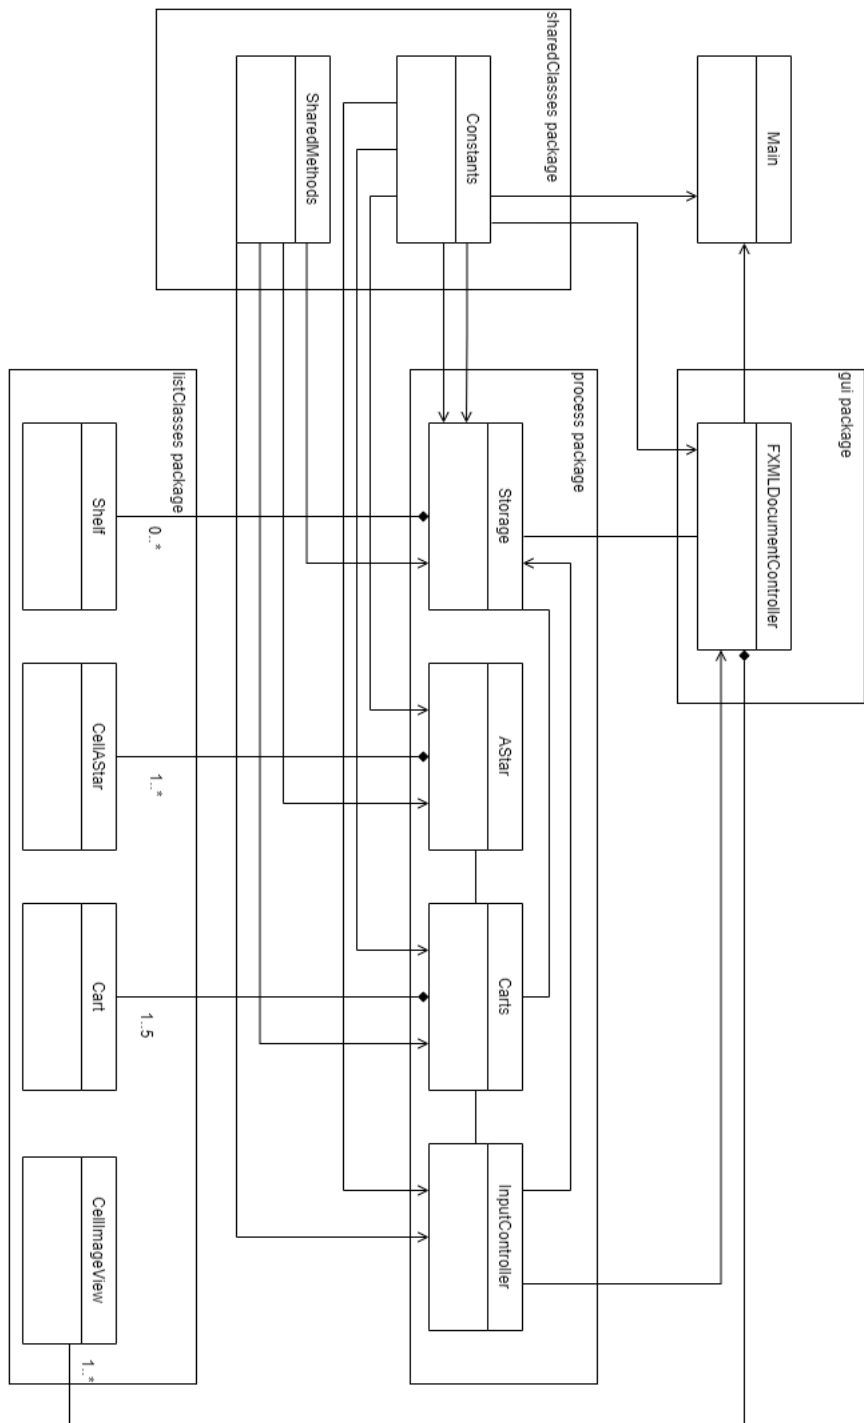 gui package
Main
FXMLDocumentController
process package
sharedClasses package
Storage
AStar
Carts
InputController
Constants
SharedMethods
listClasses package
0..*
1..*
1..5
Shelf
CellAStar
Cart
CellImageView
1..*